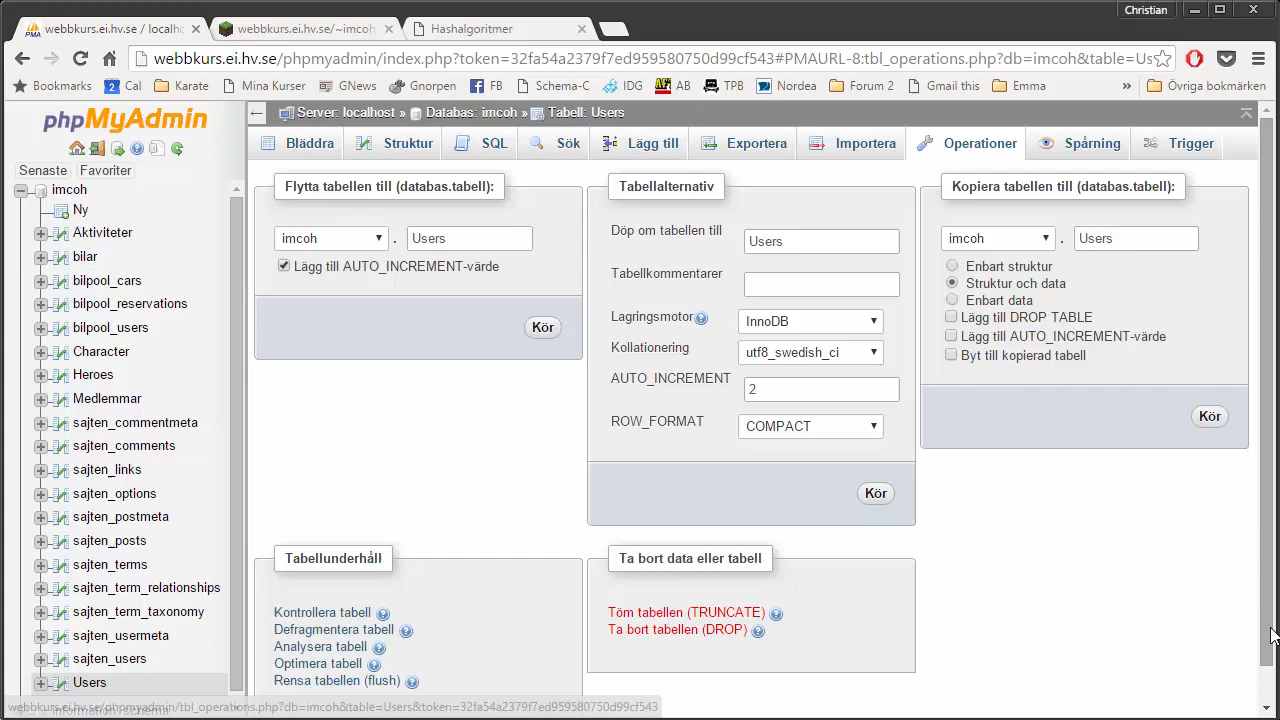 Christian
webbkurs.ei.hv.se / localh
webbkurs.ei.hv.se/~imcoh
Hashalgoritmer
webbkurs.ei.hv.se/phpmyadmin/index.php?token=32fa54a2379f7ed959580750d99cf543#PMAURL-8:tbl_operations.php?db=imcoh&table=Us
Bookmarks
2 Cal
Karate
Mina Kurser
GNews
Gnorpen
FB
Schema-C
IDG
AF AB
TPB
Nordea
Forum 2
Gmail this
Emma
»
Övriga bokmärken
phpMyAdmin
Server: localhost » Databas: imcoh » Tabell: Users
Senaste
Favoriter
Bläddra
Struktur
SQL
Sök
Lägg till
Exportera
Importera
Operationer
Spårning
Trigger
imcoh
Ny
Aktiviteter
bilar
bilpool_cars
bilpool_reservations
bilpool_users
Character
Heroes
Medlemmar
sajten_commentmeta
sajten_comments
sajten_links
sajten_options
sajten_postmeta
sajten_posts
sajten_terms
sajten_term_relationships
sajten_term_taxonomy
sajten_usermeta
sajten_users
Users
Flytta tabellen till (databas.tabell):
imcoh . Users
Lägg till AUTO_INCREMENT-värde
Kör
Tabellalternativ
Döp om tabellen till Users
Tabellkommentarer
Lagringsmotor InnoDB
Kollationering utf8_swedish_ci
AUTO_INCREMENT 2
ROW_FORMAT COMPACT
Kör
Kopiera tabellen till (databas.tabell):
imcoh . Users
Enbart struktur
Struktur och data
Enbart data
Lägg till DROP TABLE
Lägg till AUTO_INCREMENT-värde
Byt till kopierad tabell
Kör
Tabellunderhåll
Kontrollera tabell
Defragmentera tabell
Analysera tabell
Optimera tabell
Rensa tabellen (flush)
Ta bort data eller tabell
Töm tabellen (TRUNCATE)
Ta bort tabellen (DROP)
webbkurs.ei.hv.se/phpmyadmin/tbl_operations.php?db=imcoh&table=Users&token=32fa54a2379f7ed959580750d99cf543